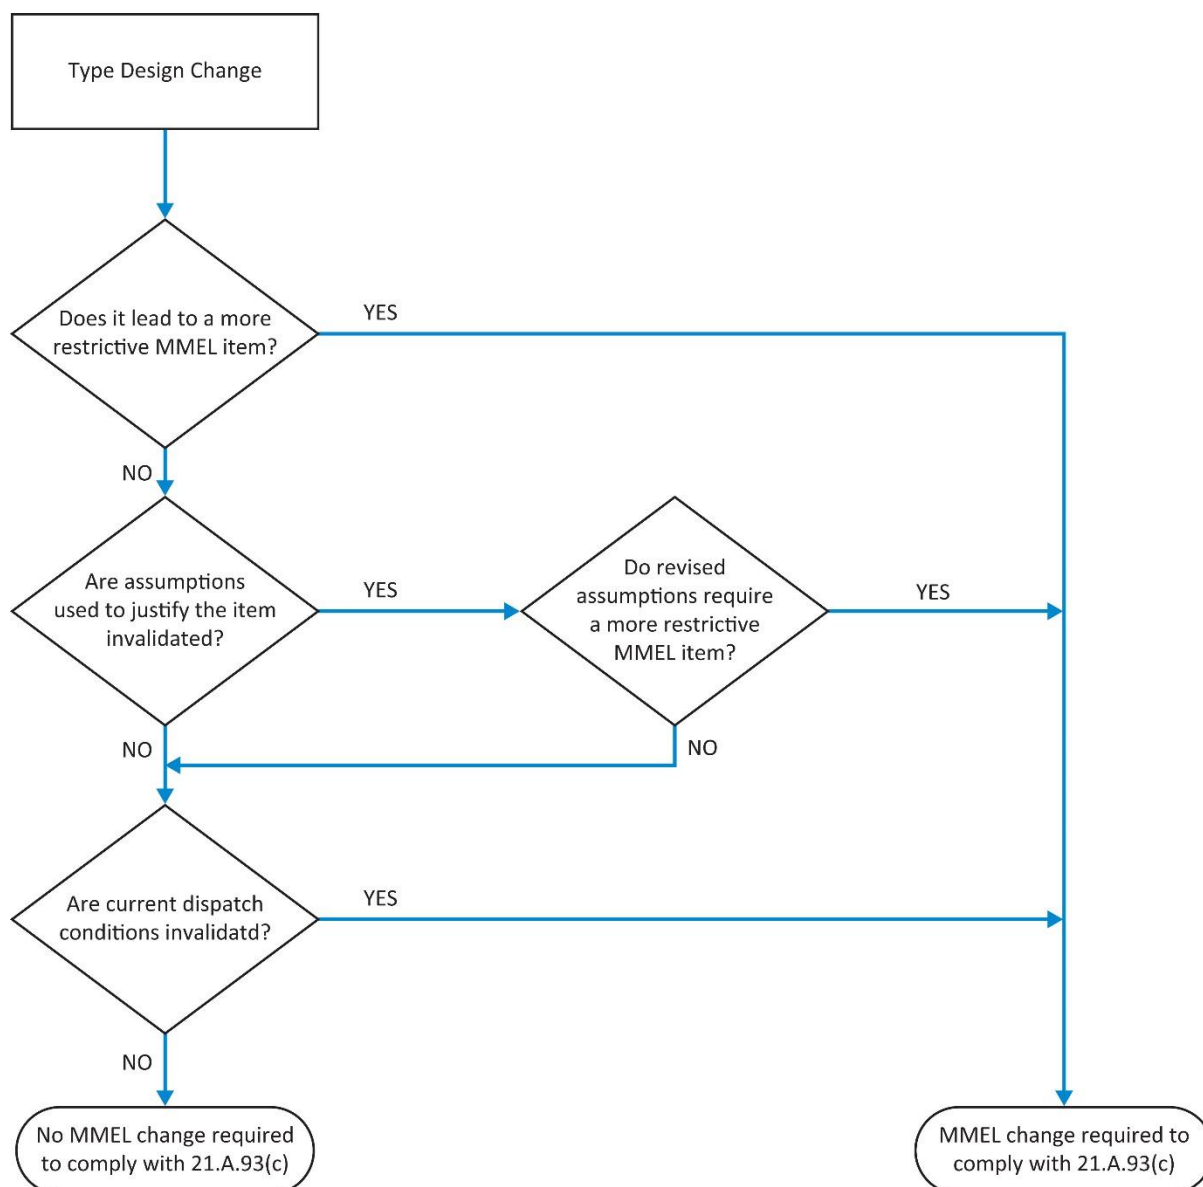 Type Design Change
Does it lead to a more
restrictive MMEL item?
YES
NO
Are assumptions
used to justify the item
invalidated?
YES
Do revised
assumptions require
a more restrictive
MMEL item?
YES
NO
NO
Are current dispatch
conditions invalidatd?
YES
NO
No MMEL change required
to comply with 21.A.93(c)
MMEL change required to
comply with 21.A.93(c)